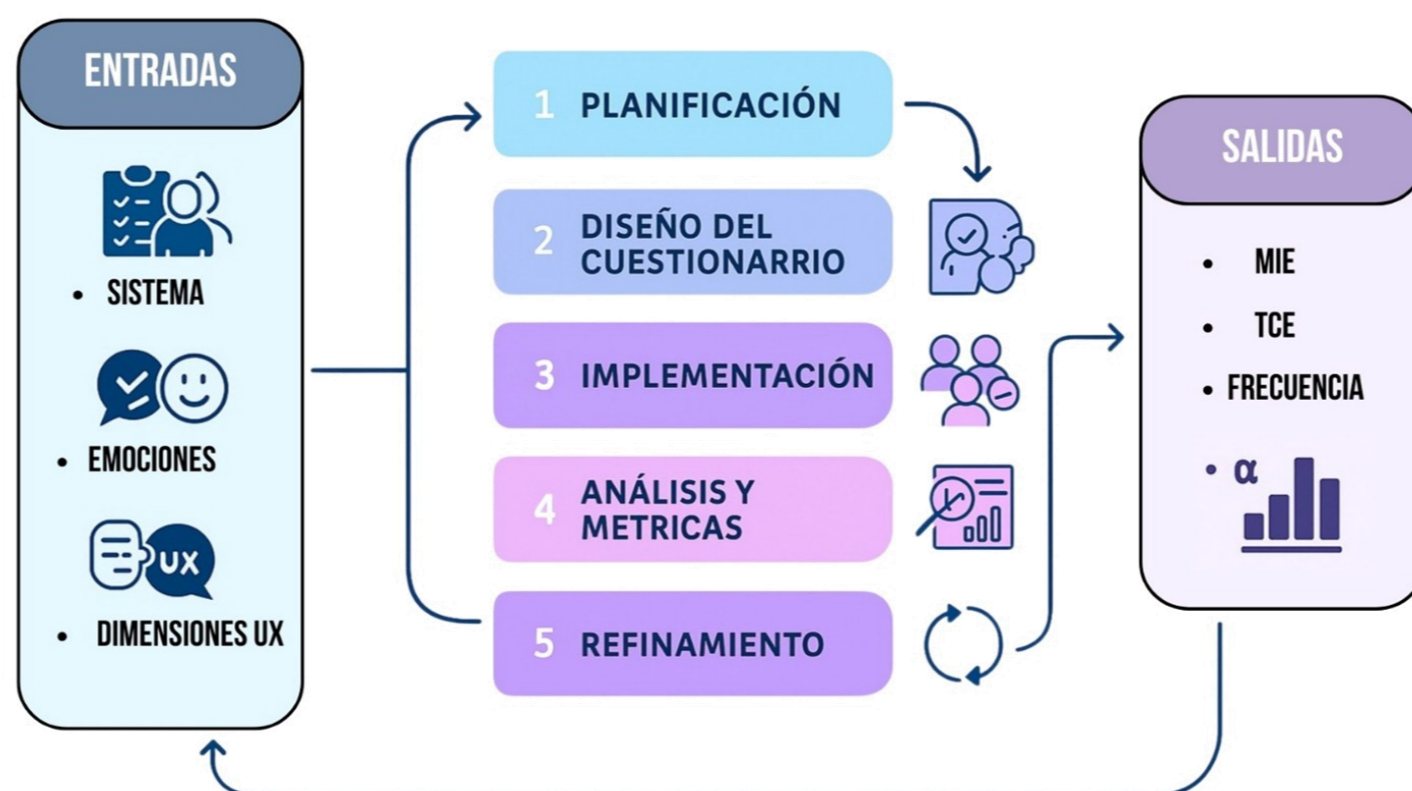 ENTRADAS
• SISTEMA
• EMOCIONES
UX
• DIMENSIONES UX
1 PLANIFICACIÓN
2 DISEÑO DEL
CUESTIONARRIO
3 IMPLEMENTACIÓN
4 ANÁLISIS Y
METRICAS
5 REFINAMIENTO
SALIDAS
• MIE
• TCE
• FRECUENCIA
• α